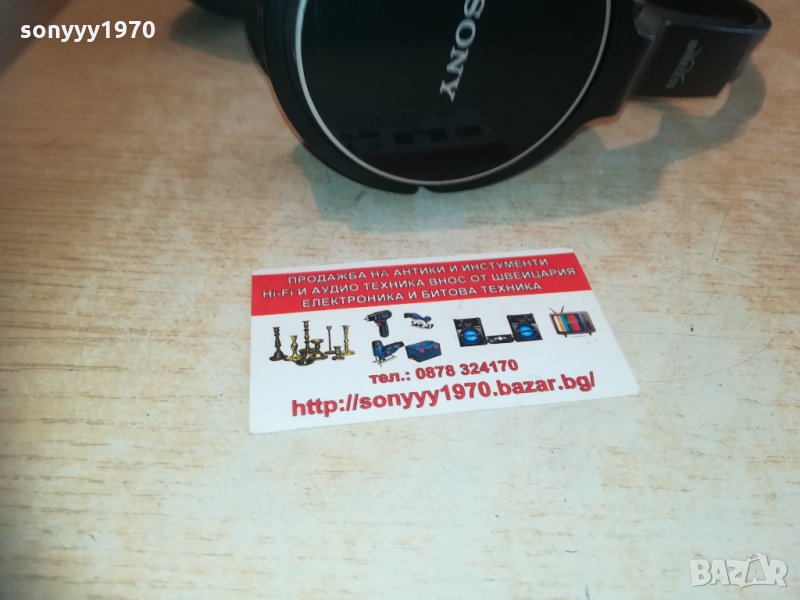 sonyyy1970
SONY
ПРОДАЖБА НА АНТИКИ И ИНСТУМЕНТИ
Hi-Fi И АУДИО ТЕХНИКА ВНОС ОТ ШВЕЙЦАРИЯ
ЕЛЕКТРОНИКА И БИТОВА ТЕХНИКА
тел.: 0878 324170
http://sonyyy1970.bazar.bg/
BAZAR